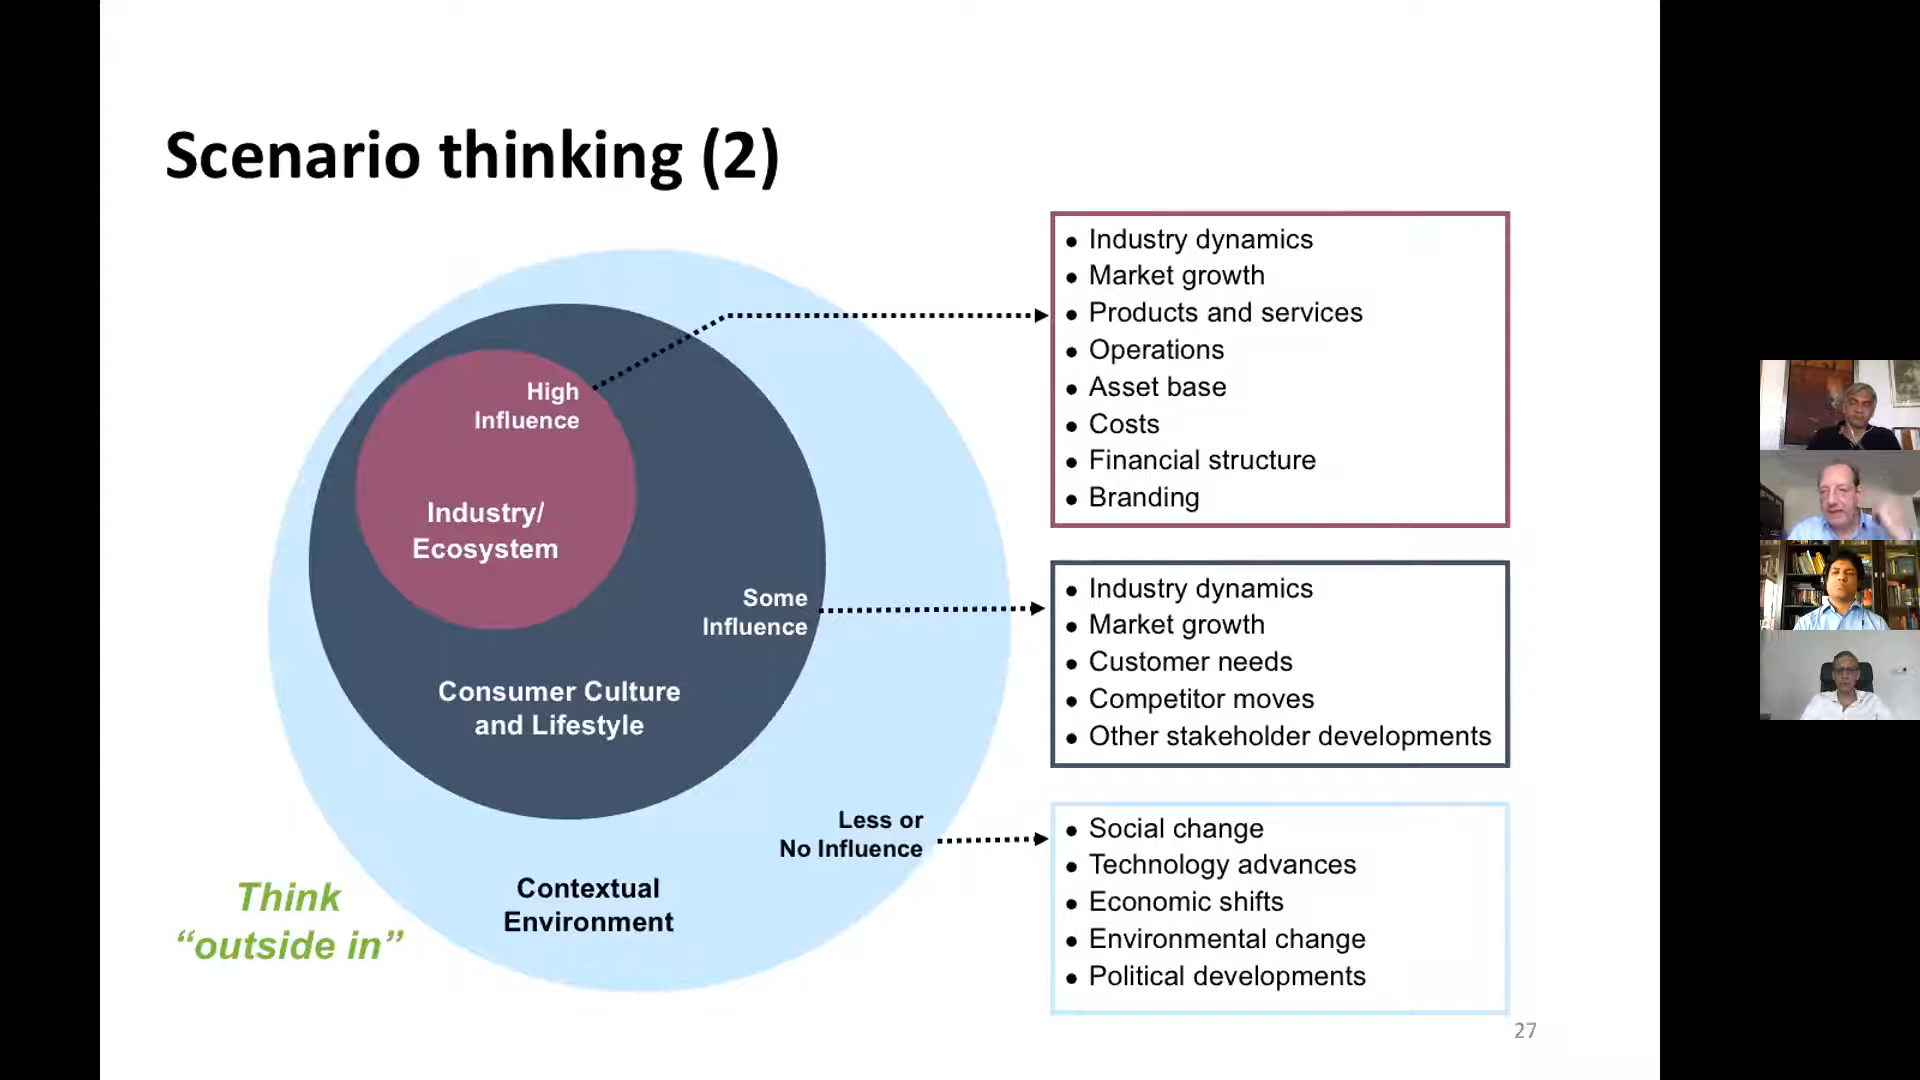 Scenario thinking (2)
High
Influence
Industry/
Ecosystem
Some
Influence
Consumer Culture
and Lifestyle
Less or
No Influence
Contextual
Environment
Think
“outside in”
● Industry dynamics
● Market growth
● Products and services
● Operations
● Asset base
● Costs
● Financial structure
● Branding
● Industry dynamics
● Market growth
● Customer needs
● Competitor moves
● Other stakeholder developments
● Social change
● Technology advances
● Economic shifts
● Environmental change
● Political developments
27